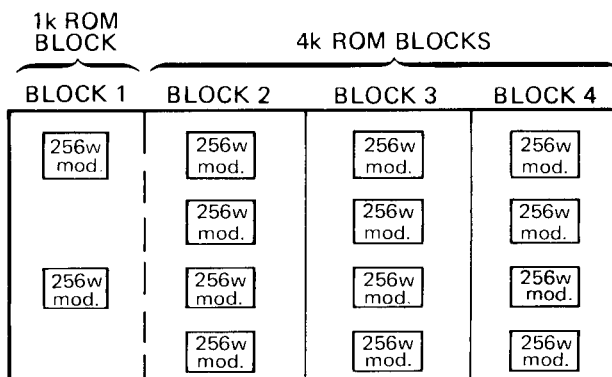 1k ROM
BLOCK
4k ROM BLOCKS
BLOCK 1 BLOCK 2 BLOCK 3 BLOCK 4
256w 256w 256w 256w
mod. mod. mod. mod.
256w 256w 256w
mod. mod. mod.
256w 256w 256w 256w
mod. mod. mod. mod.
256w 256w 256w
mod. mod. mod.